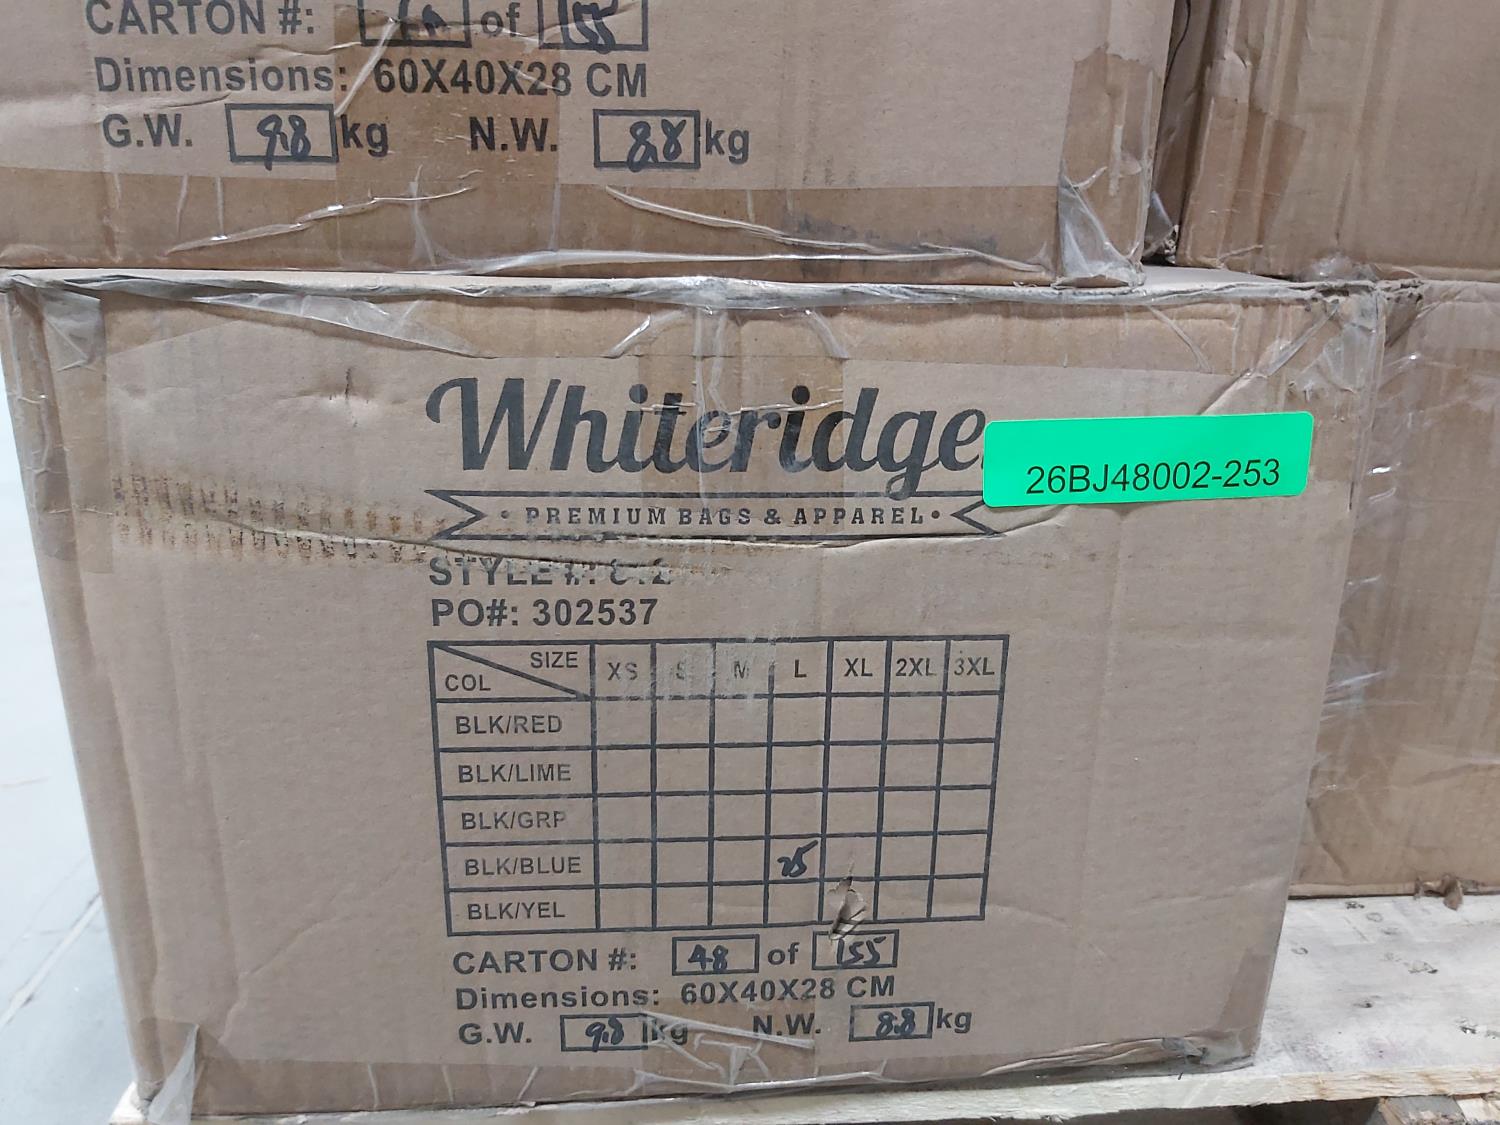 CARTON #: of 155
Dimensions: 60X40X28 CM
G.W. 9.8 kg N.W. 8.8 kg
Whiteridge
26BJ48002-253
• PREMIUM BAGS & APPAREL •
STYLE #:
PO#: 302537
SIZE XS S M L XL 2XL 3XL
COL
BLK/RED
BLK/LIME
BLK/GRP
BLK/BLUE 25
BLK/YEL
CARTON #: 48 of 155
Dimensions: 60X40X28 CM
G.W. 9.8 kg N.W. 8.8 kg